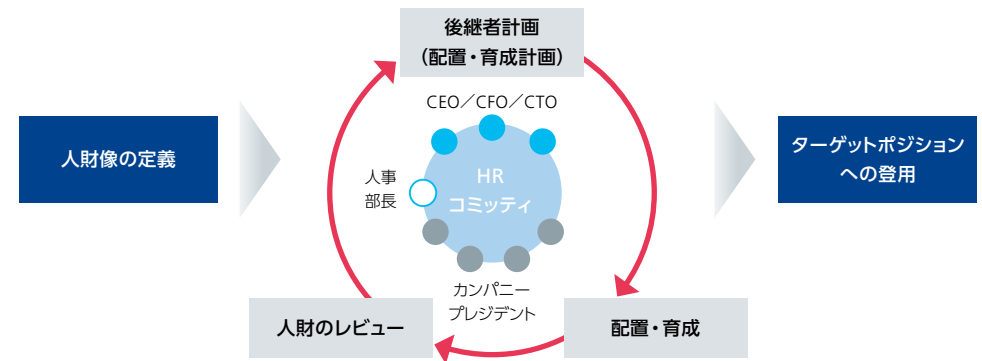 後継者計画
（配置・育成計画）
CEO／CFO／CTO
人財像の定義
ターゲットポジション
への登用
人事
部長
HR
コミッティ
カンパニー
プレジデント
人財のレビュー
配置・育成